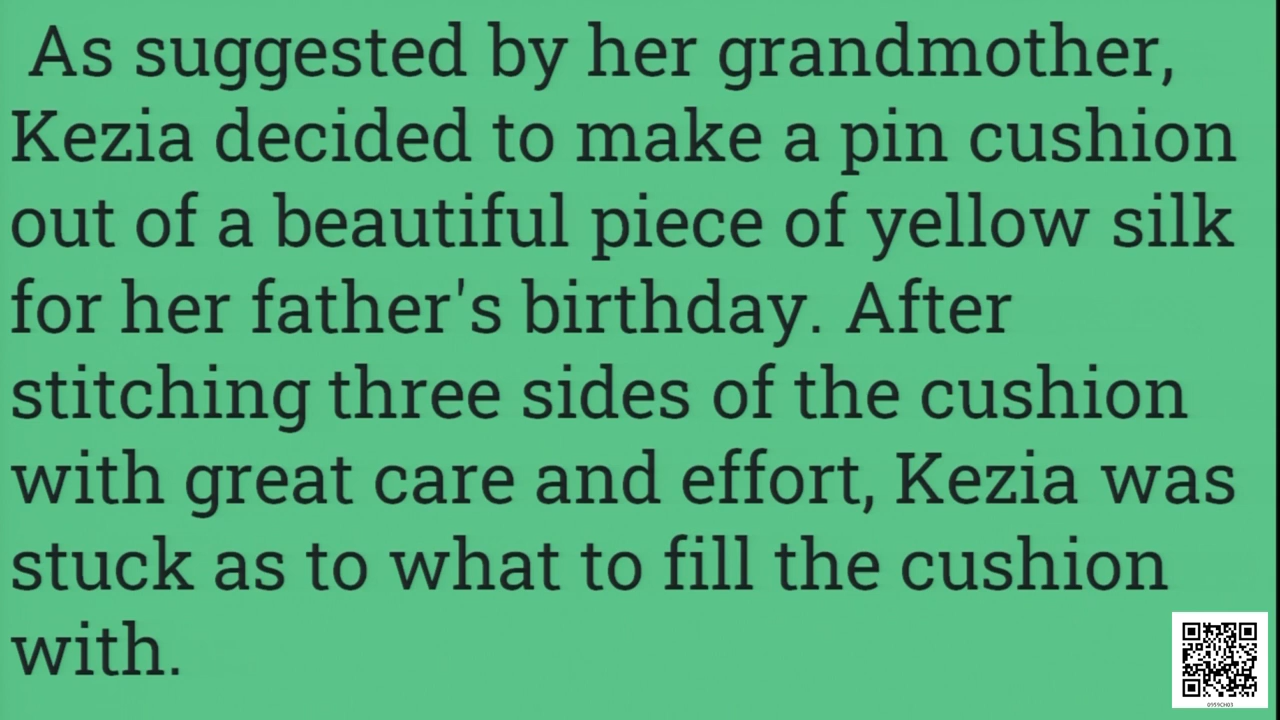 As suggested by her grandmother,
Kezia decided to make a pin cushion
out of a beautiful piece of yellow silk
for her father's birthday. After
stitching three sides of the cushion
with great care and effort, Kezia was
stuck as to what to fill the cushion
with.
0959CH03